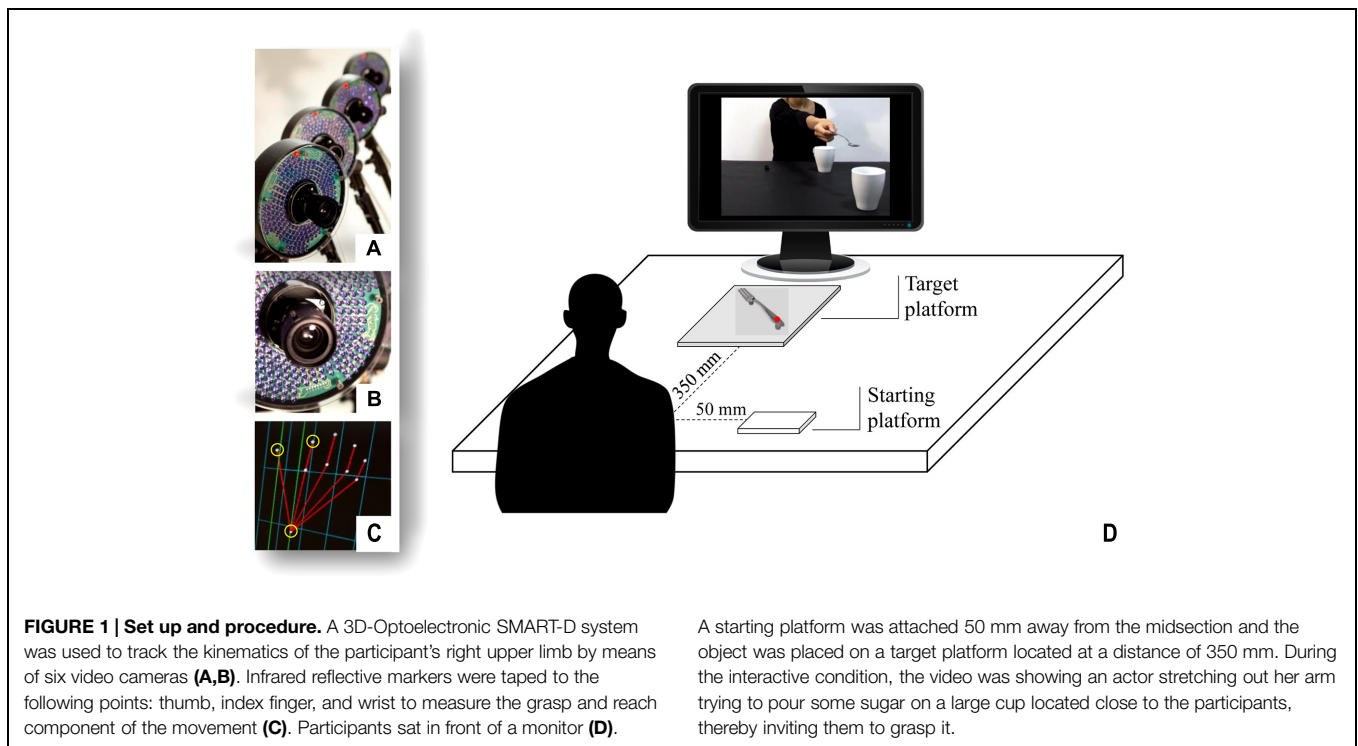 A
B
C
Target
platform
350 mm
50 mm
Starting
platform
D
FIGURE 1 | Set up and procedure. A 3D-Optoelectronic SMART-D system
was used to track the kinematics of the participant's right upper limb by means
of six video cameras (A,B). Infrared reflective markers were taped to the
following points: thumb, index finger, and wrist to measure the grasp and reach
component of the movement (C). Participants sat in front of a monitor (D).
A starting platform was attached 50 mm away from the midsection and the
object was placed on a target platform located at a distance of 350 mm. During
the interactive condition, the video was showing an actor stretching out her arm
trying to pour some sugar on a large cup located close to the participants,
thereby inviting them to grasp it.